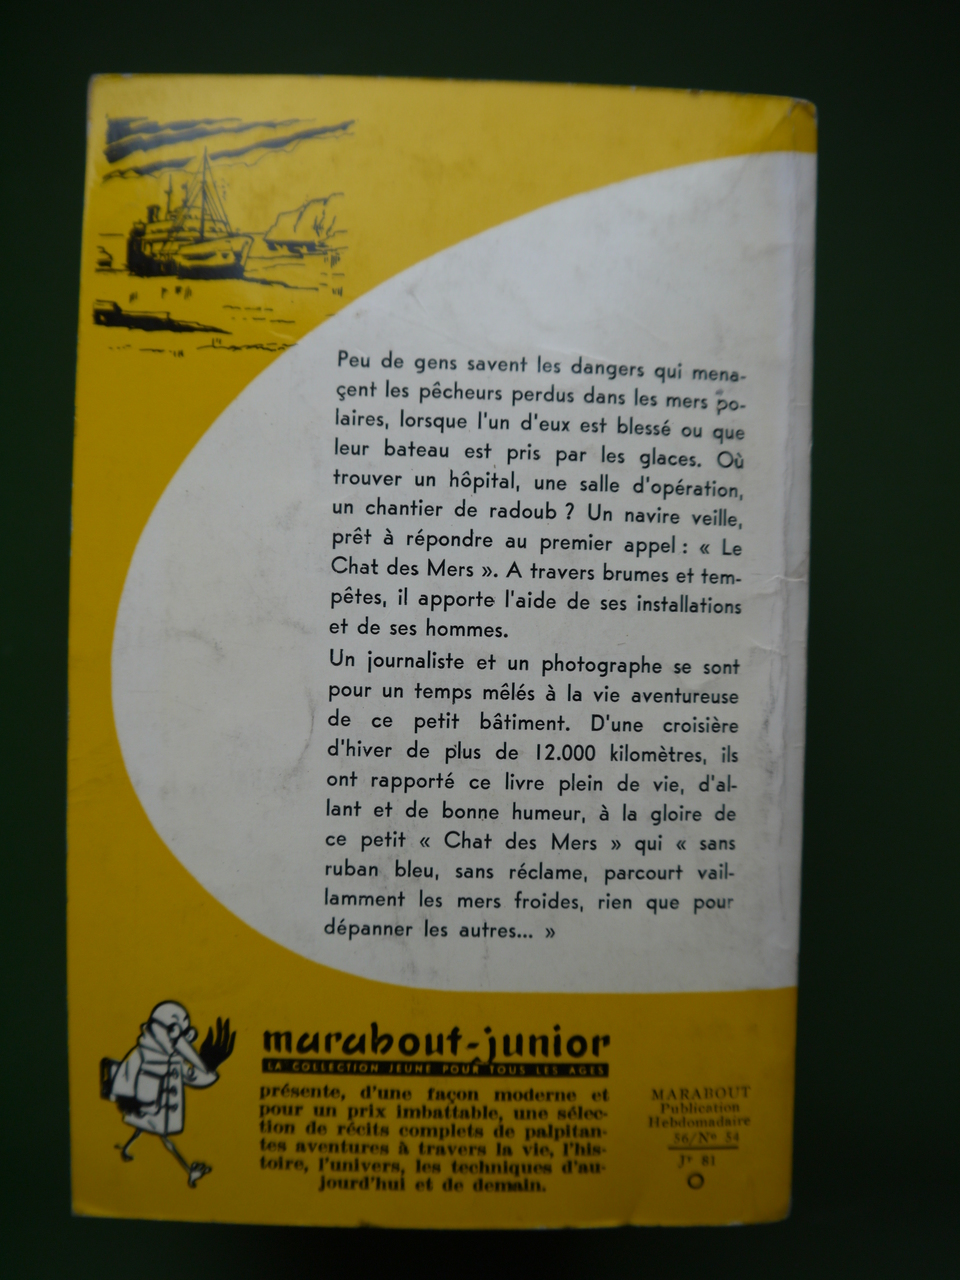 Peu de gens savent les dangers qui mena-
çent les pêcheurs perdus dans les mers po-
laires, lorsque l'un d'eux est blessé ou que
leur bateau est pris par les glaces. Où
trouver un hôpital, une salle d'opération,
un chantier de radoub ? Un navire veille,
prêt à répondre au premier appel : « Le
Chat des Mers ». A travers brumes et tem-
pêtes, il apporte l'aide de ses installations
et de ses hommes.
Un journaliste et un photographe se sont
pour un temps mêlés à la vie aventureuse
de ce petit bâtiment. D'une croisière
d'hiver de plus de 12.000 kilomètres, ils
ont rapporté ce livre plein de vie, d'al-
lant et de bonne humeur, à la gloire de
ce petit « Chat des Mers » qui « sans
ruban bleu, sans réclame, parcourt vail-
lamment les mers froides, rien que pour
dépanner les autres... »
marabout-junior
LA COLLECTION JEUNE POUR TOUS LES AGES
présente, d'une façon moderne et
pour un prix imbattable, une sélec-
tion de récits complets de palpitan-
tes aventures à travers la vie, l'his-
toire, l'univers, les techniques d'au-
jourd'hui et de demain.
MARABOUT
Publication
Hebdomadaire
56/Nº 54
Jr 81